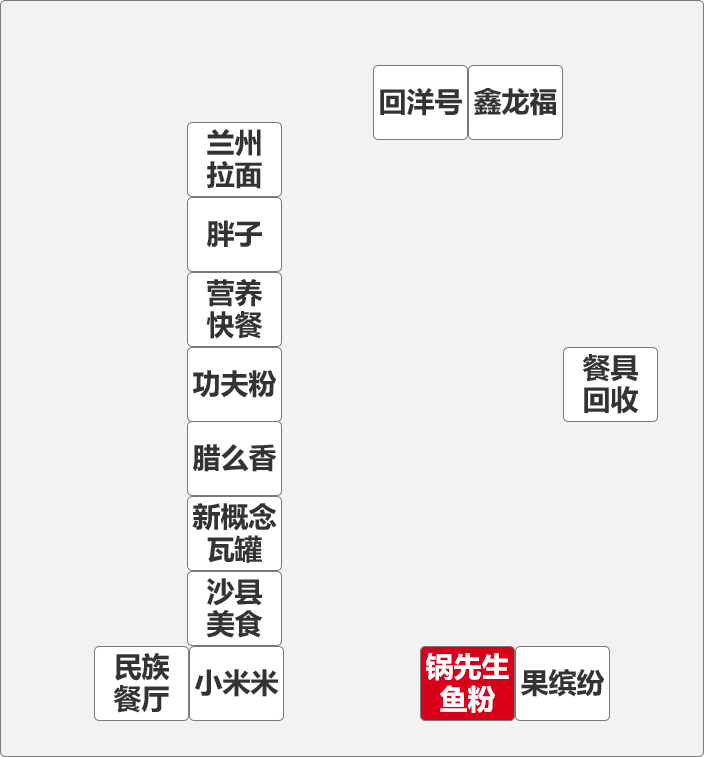 回洋号
鑫龙福
兰州
拉面
胖子
营养
快餐
功夫粉
餐具
回收
腊么香
新概念
瓦罐
沙县
美食
民族
餐厅
小米米
锅先生
鱼粉
果缤纷